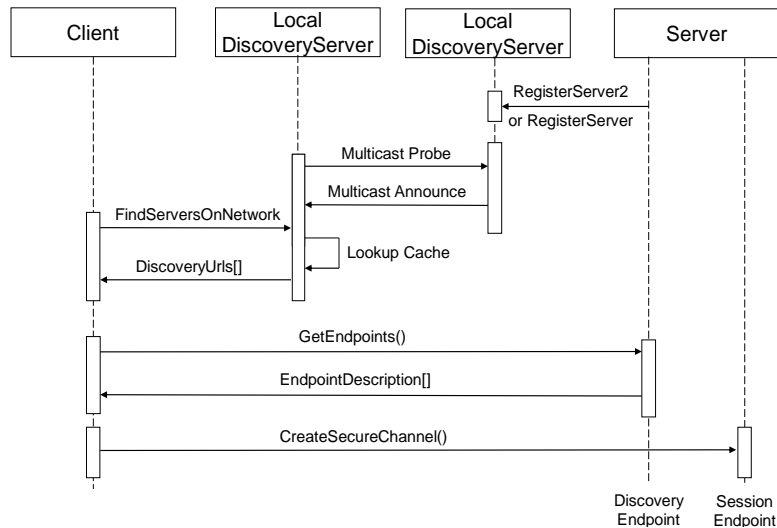 Client
Local
DiscoveryServer
Local
DiscoveryServer
Server
RegisterServer2
or RegisterServer
Multicast Probe
Multicast Announce
FindServersOnNetwork
Lookup Cache
DiscoveryUrls[]
GetEndpoints()
EndpointDescription[]
CreateSecureChannel()
Discovery
Endpoint
Session
Endpoint